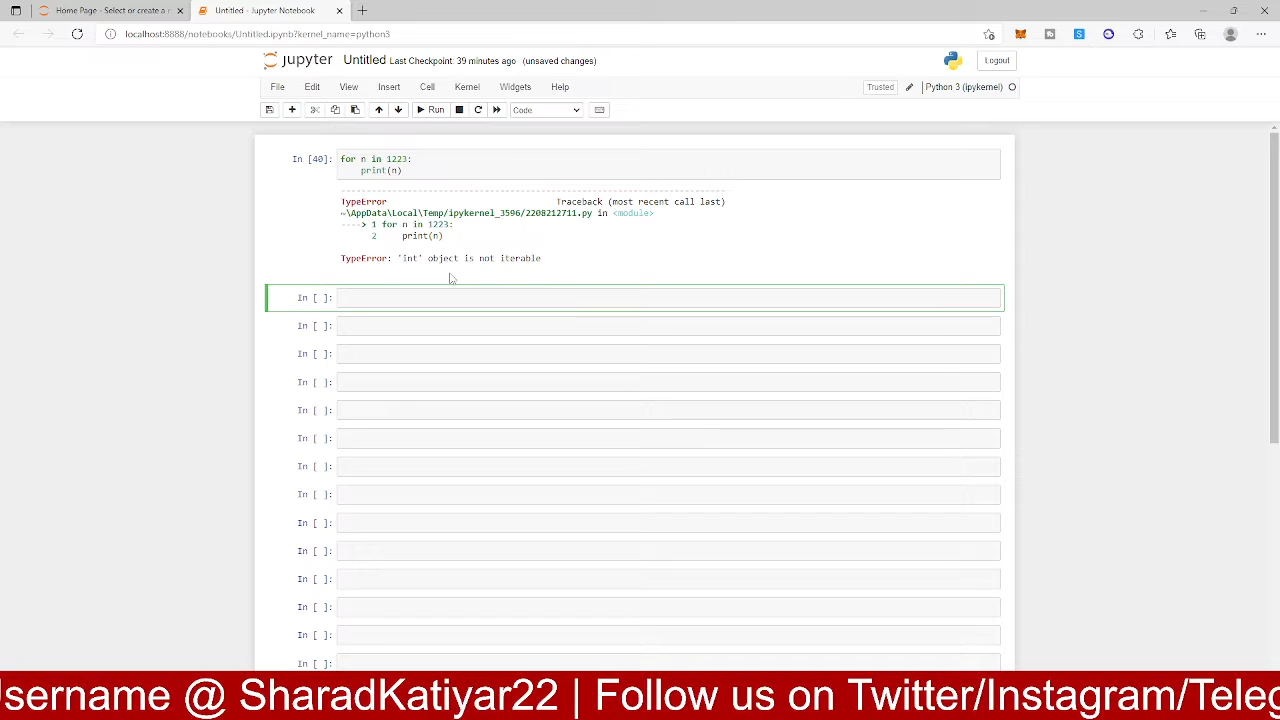 Home Page - Select or create a n
Untitled - Jupyter Notebook
localhost:8888/notebooks/Untitled.ipynb?kernel_name=python3
jupyter Untitled Last Checkpoint: 39 minutes ago (unsaved changes)
Logout
File Edit View Insert Cell Kernel Widgets Help
Trusted
Python 3 (ipykernel)
Run
Code
In [40]: for n in 1223:
print(n)
---------------------------------------------------------------------------
TypeError Traceback (most recent call last)
~\AppData\Local\Temp/ipykernel_3596/2208212711.py in <module>
----> 1 for n in 1223:
2 print(n)
TypeError: 'int' object is not iterable
In [ ]:
In [ ]:
In [ ]:
In [ ]:
In [ ]:
In [ ]:
In [ ]:
In [ ]:
In [ ]:
In [ ]:
In [ ]:
In [ ]:
In [ ]:
In [ ]:
Username @ SharadKatiyar22 | Follow us on Twitter/Instagram/Teleg